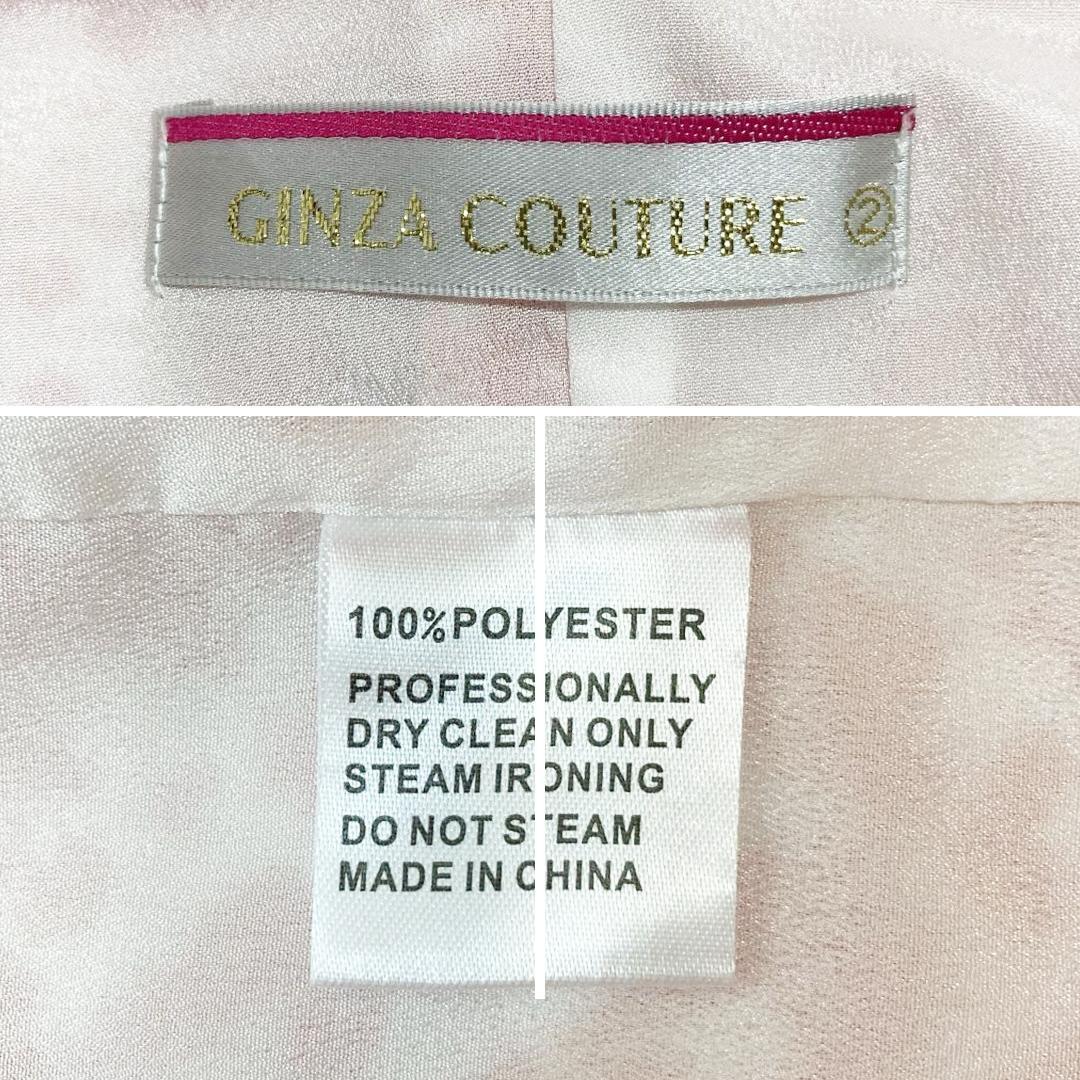 GINZA COUTURE ②
100%POLYESTER
PROFESSIONALLY
DRY CLEAN ONLY
STEAM IRONING
DO NOT STEAM
MADE IN CHINA